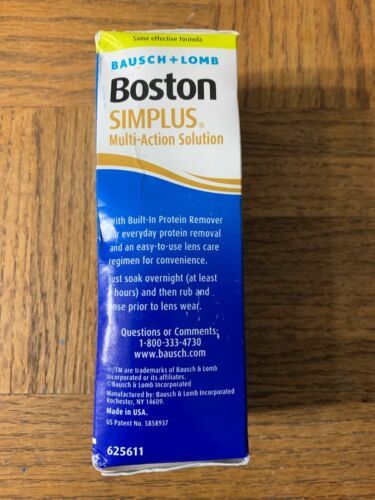 Same effective formula
BAUSCH + LOMB
Boston
SIMPLUS®
Multi-Action Solution
with Built-In Protein Remover
for everyday protein removal
and an easy-to-use lens care
regimen for convenience.
Just soak overnight (at least
hours) and then rub and
rinse prior to lens wear.
Questions or Comments:
1-800-333-4730
www.bausch.com
®/TM are trademarks of Bausch & Lomb
Incorporated or its affiliates.
©Bausch & Lomb Incorporated
Manufactured by: Bausch & Lomb Incorporated
Rochester, NY 14609.
Made in USA.
US Patent No. 5858937
625611